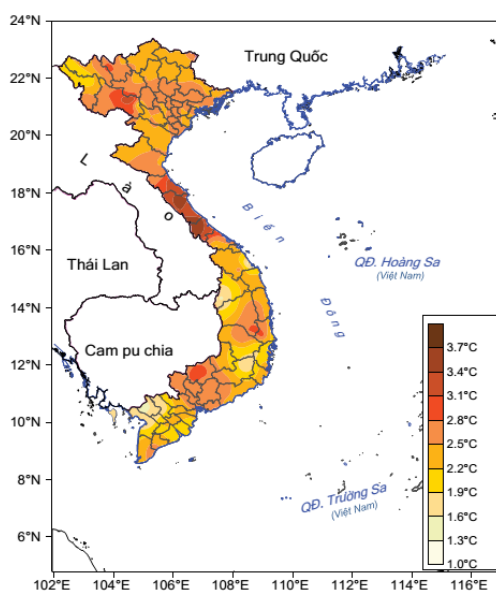 24°N
22°N
20°N
18°N
16°N
14°N
12°N
10°N
8°N
6°N
Trung Quốc
Lào
Biển Đông
Thái Lan
QĐ. Hoàng Sa
(Việt Nam)
Cam pu chia
QĐ. Trường Sa
(Việt Nam)
3.7°C
3.4°C
3.1°C
2.8°C
2.5°C
2.2°C
1.9°C
1.6°C
1.3°C
1.0°C
102°E 104°E 106°E 108°E 110°E 112°E 114°E 116°E